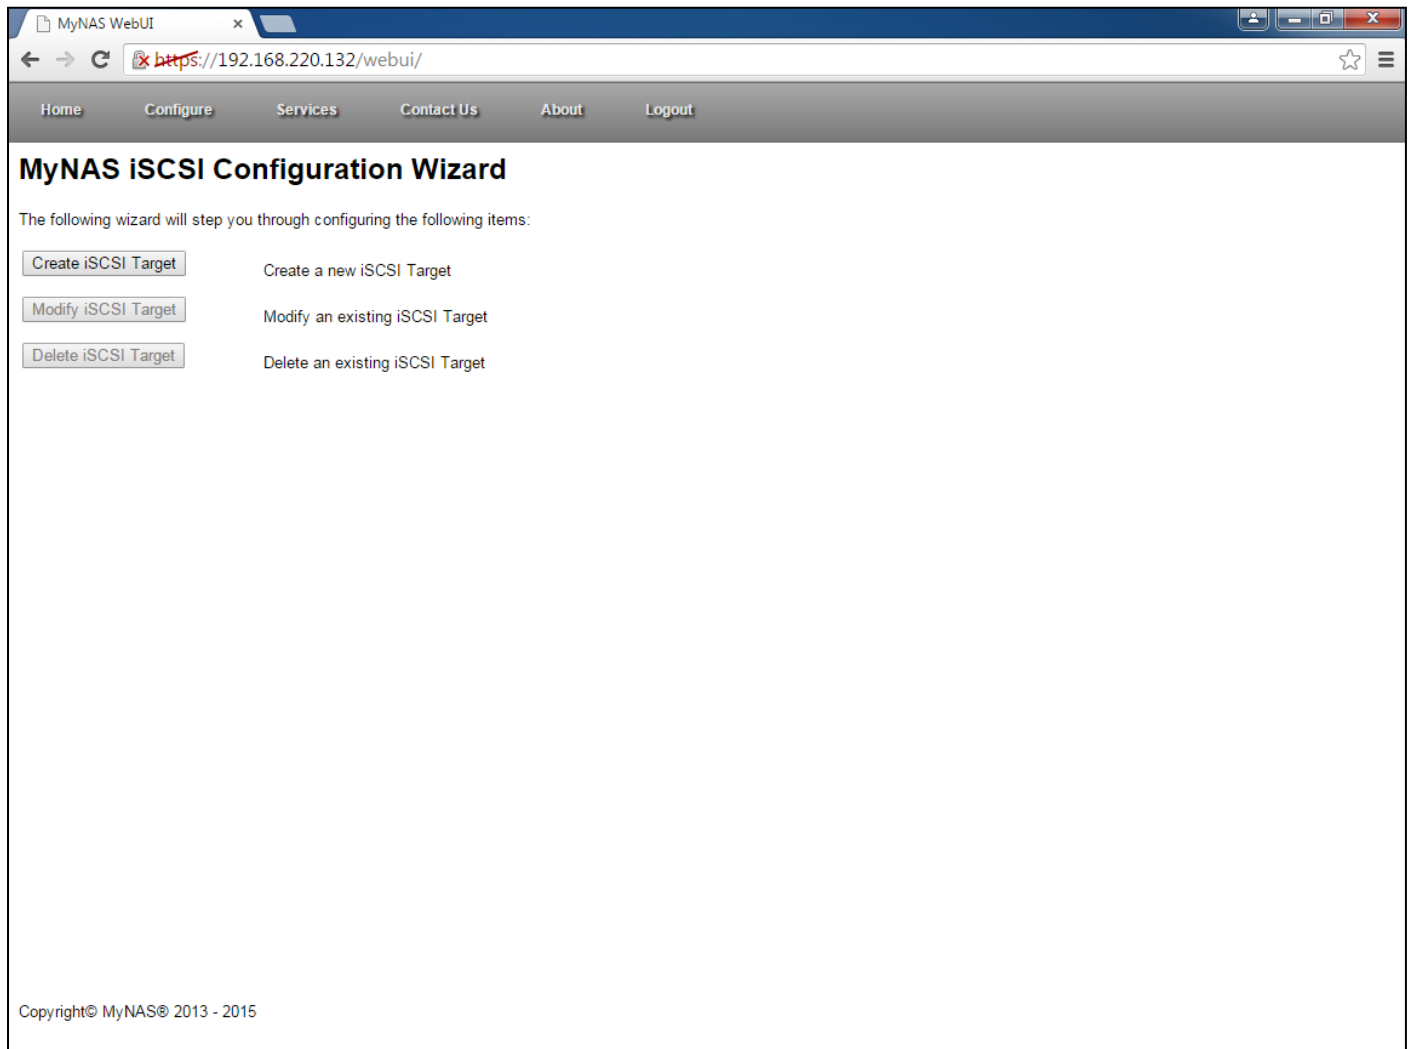 MyNAS WebUI
https://192.168.220.132/webui/
Home Configure Services Contact Us About Logout
MyNAS iSCSI Configuration Wizard
The following wizard will step you through configuring the following items:
Create iSCSI Target Create a new iSCSI Target
Modify iSCSI Target Modify an existing iSCSI Target
Delete iSCSI Target Delete an existing iSCSI Target
Copyright© MyNAS® 2013 - 2015